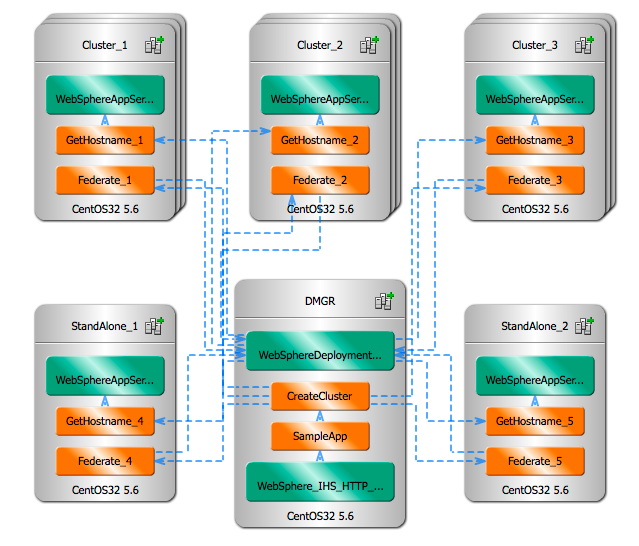 Cluster_1
WebSphereAppSer...
GetHostname_1
Federate_1
CentOS32 5.6
Cluster_2
WebSphereAppSer...
GetHostname_2
Federate_2
CentOS32 5.6
Cluster_3
WebSphereAppSer...
GetHostname_3
Federate_3
CentOS32 5.6
StandAlone_1
WebSphereAppSer...
GetHostname_4
Federate_4
CentOS32 5.6
DMGR
WebSphereDeployment...
CreateCluster
SampleApp
WebSphere_IHS_HTTP_...
CentOS32 5.6
StandAlone_2
WebSphereAppSer...
GetHostname_5
Federate_5
CentOS32 5.6